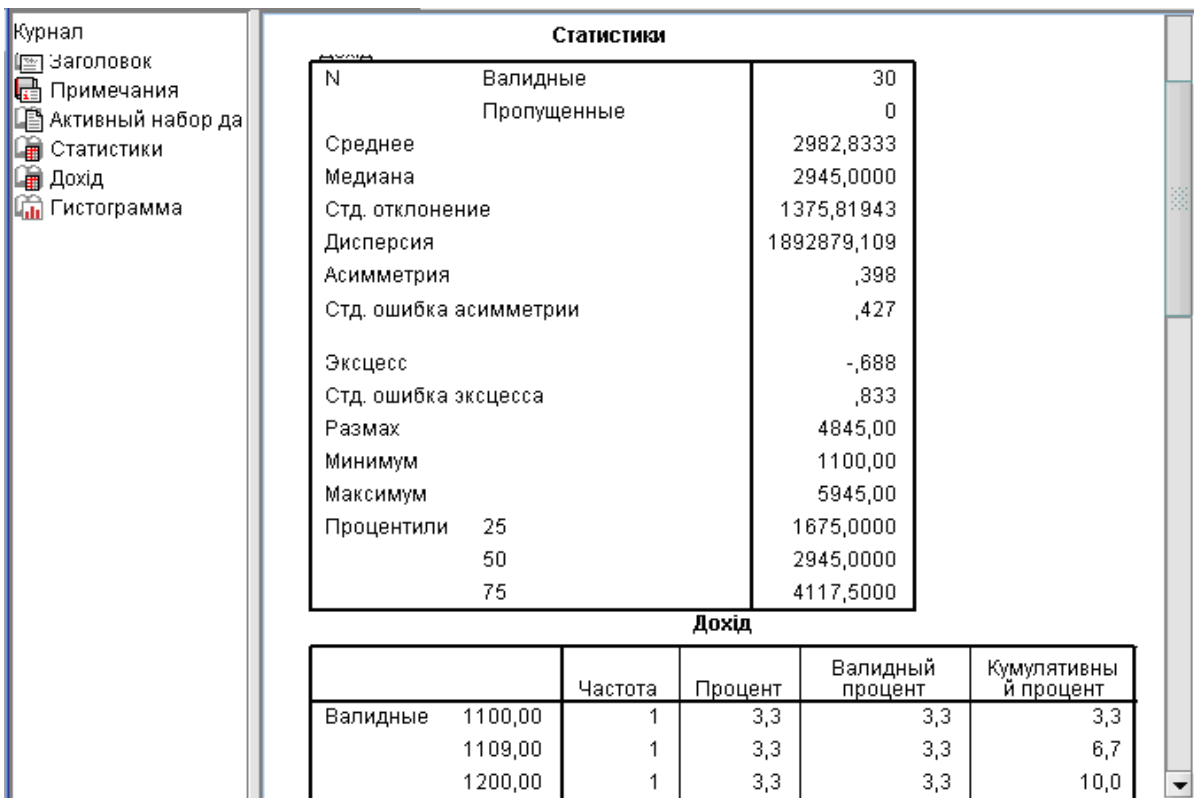 Курнал
Заголовок
Примечания
Активный набор да
Статистики
Дохід
Гистограмма
Статистики
Дохід
N Валидные 30
Пропущенные 0
Среднее 2982,8333
Медиана 2945,0000
Стд. отклонение 1375,81943
Дисперсия 1892879,109
Асимметрия ,398
Стд. ошибка асимметрии ,427
Эксцесс -,688
Стд. ошибка эксцесса ,833
Размах 4845,00
Минимум 1100,00
Максимум 5945,00
Процентили 25 1675,0000
50 2945,0000
75 4117,5000
Дохід
Частота Процент Валидный процент Кумулятивны й процент
Валидные 1100,00 1 3,3 3,3 3,3
1109,00 1 3,3 3,3 6,7
1200,00 1 3,3 3,3 10,0